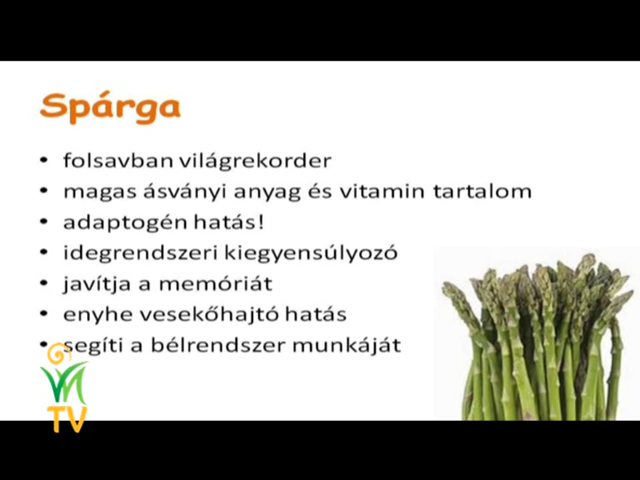 Spárga
• folsavban világrekorder
• magas ásványi anyag és vitamin tartalom
• adaptogén hatás!
• idegrendszeri kiegyensúlyozó
• javítja a memóriát
• enyhe vesekőhajtó hatás
• segíti a bélrendszer munkáját
TV